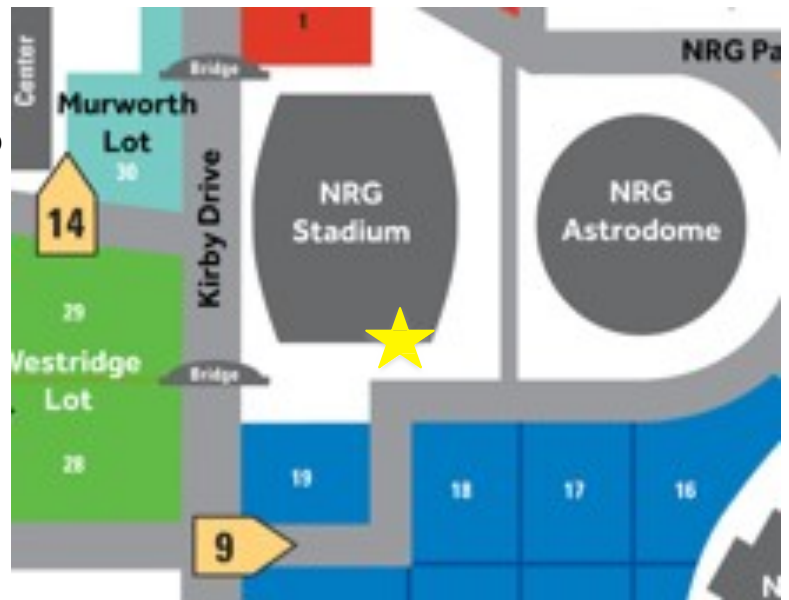 1
NRG Pa
Center
Bridge
Murworth
Lot
30
14
Kirby Drive
NRG
Stadium
NRG
Astrodome
29
Westridge
Lot
Bridge
28
19
18
17
16
9
N